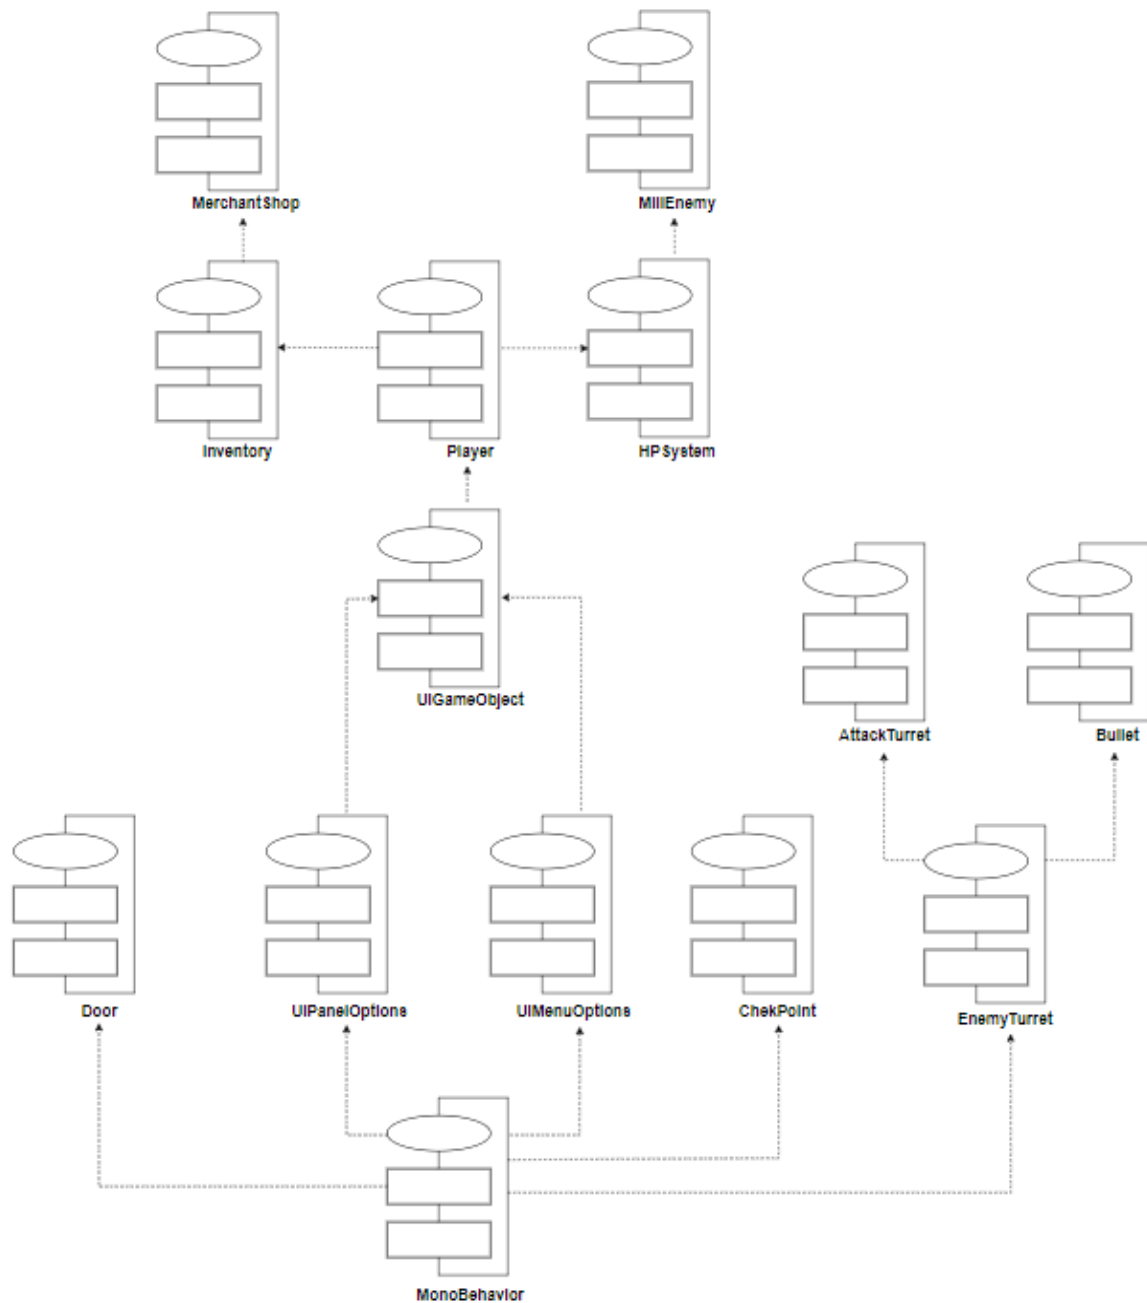 MerchantShop
MiliEnemy
Inventory
Player
HPSystem
UIGameObject
AttackTurret
Bullet
Door
UIPanelOptions
UIMenuOptions
ChekPoint
EnemyTurret
MonoBehavior